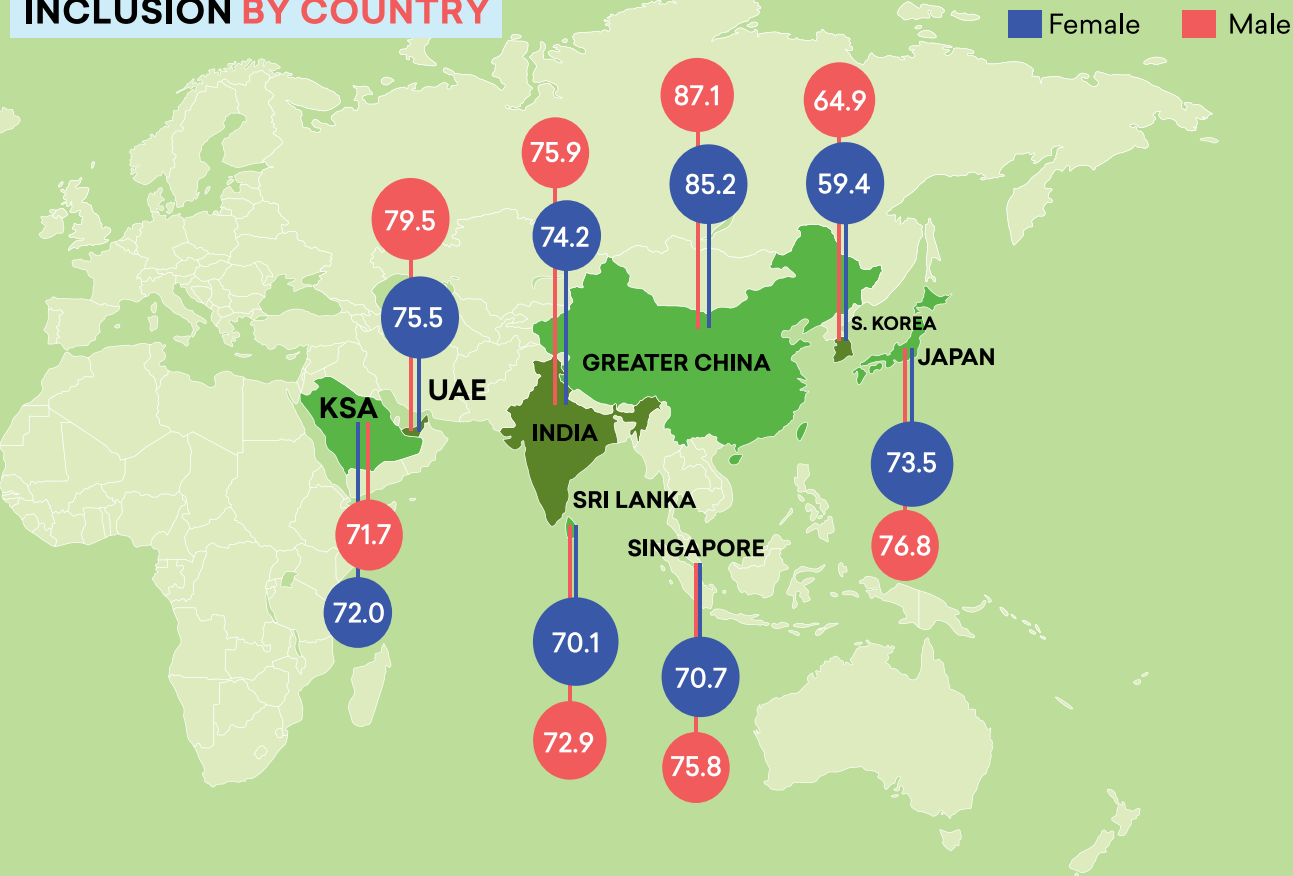 INCLUSION BY COUNTRY
Female
Male
87.1
64.9
75.9
85.2
59.4
79.5
74.2
75.5
S. KOREA
GREATER CHINA
JAPAN
UAE
KSA
INDIA
73.5
SRI LANKA
71.7
SINGAPORE
76.8
72.0
70.1
70.7
72.9
75.8